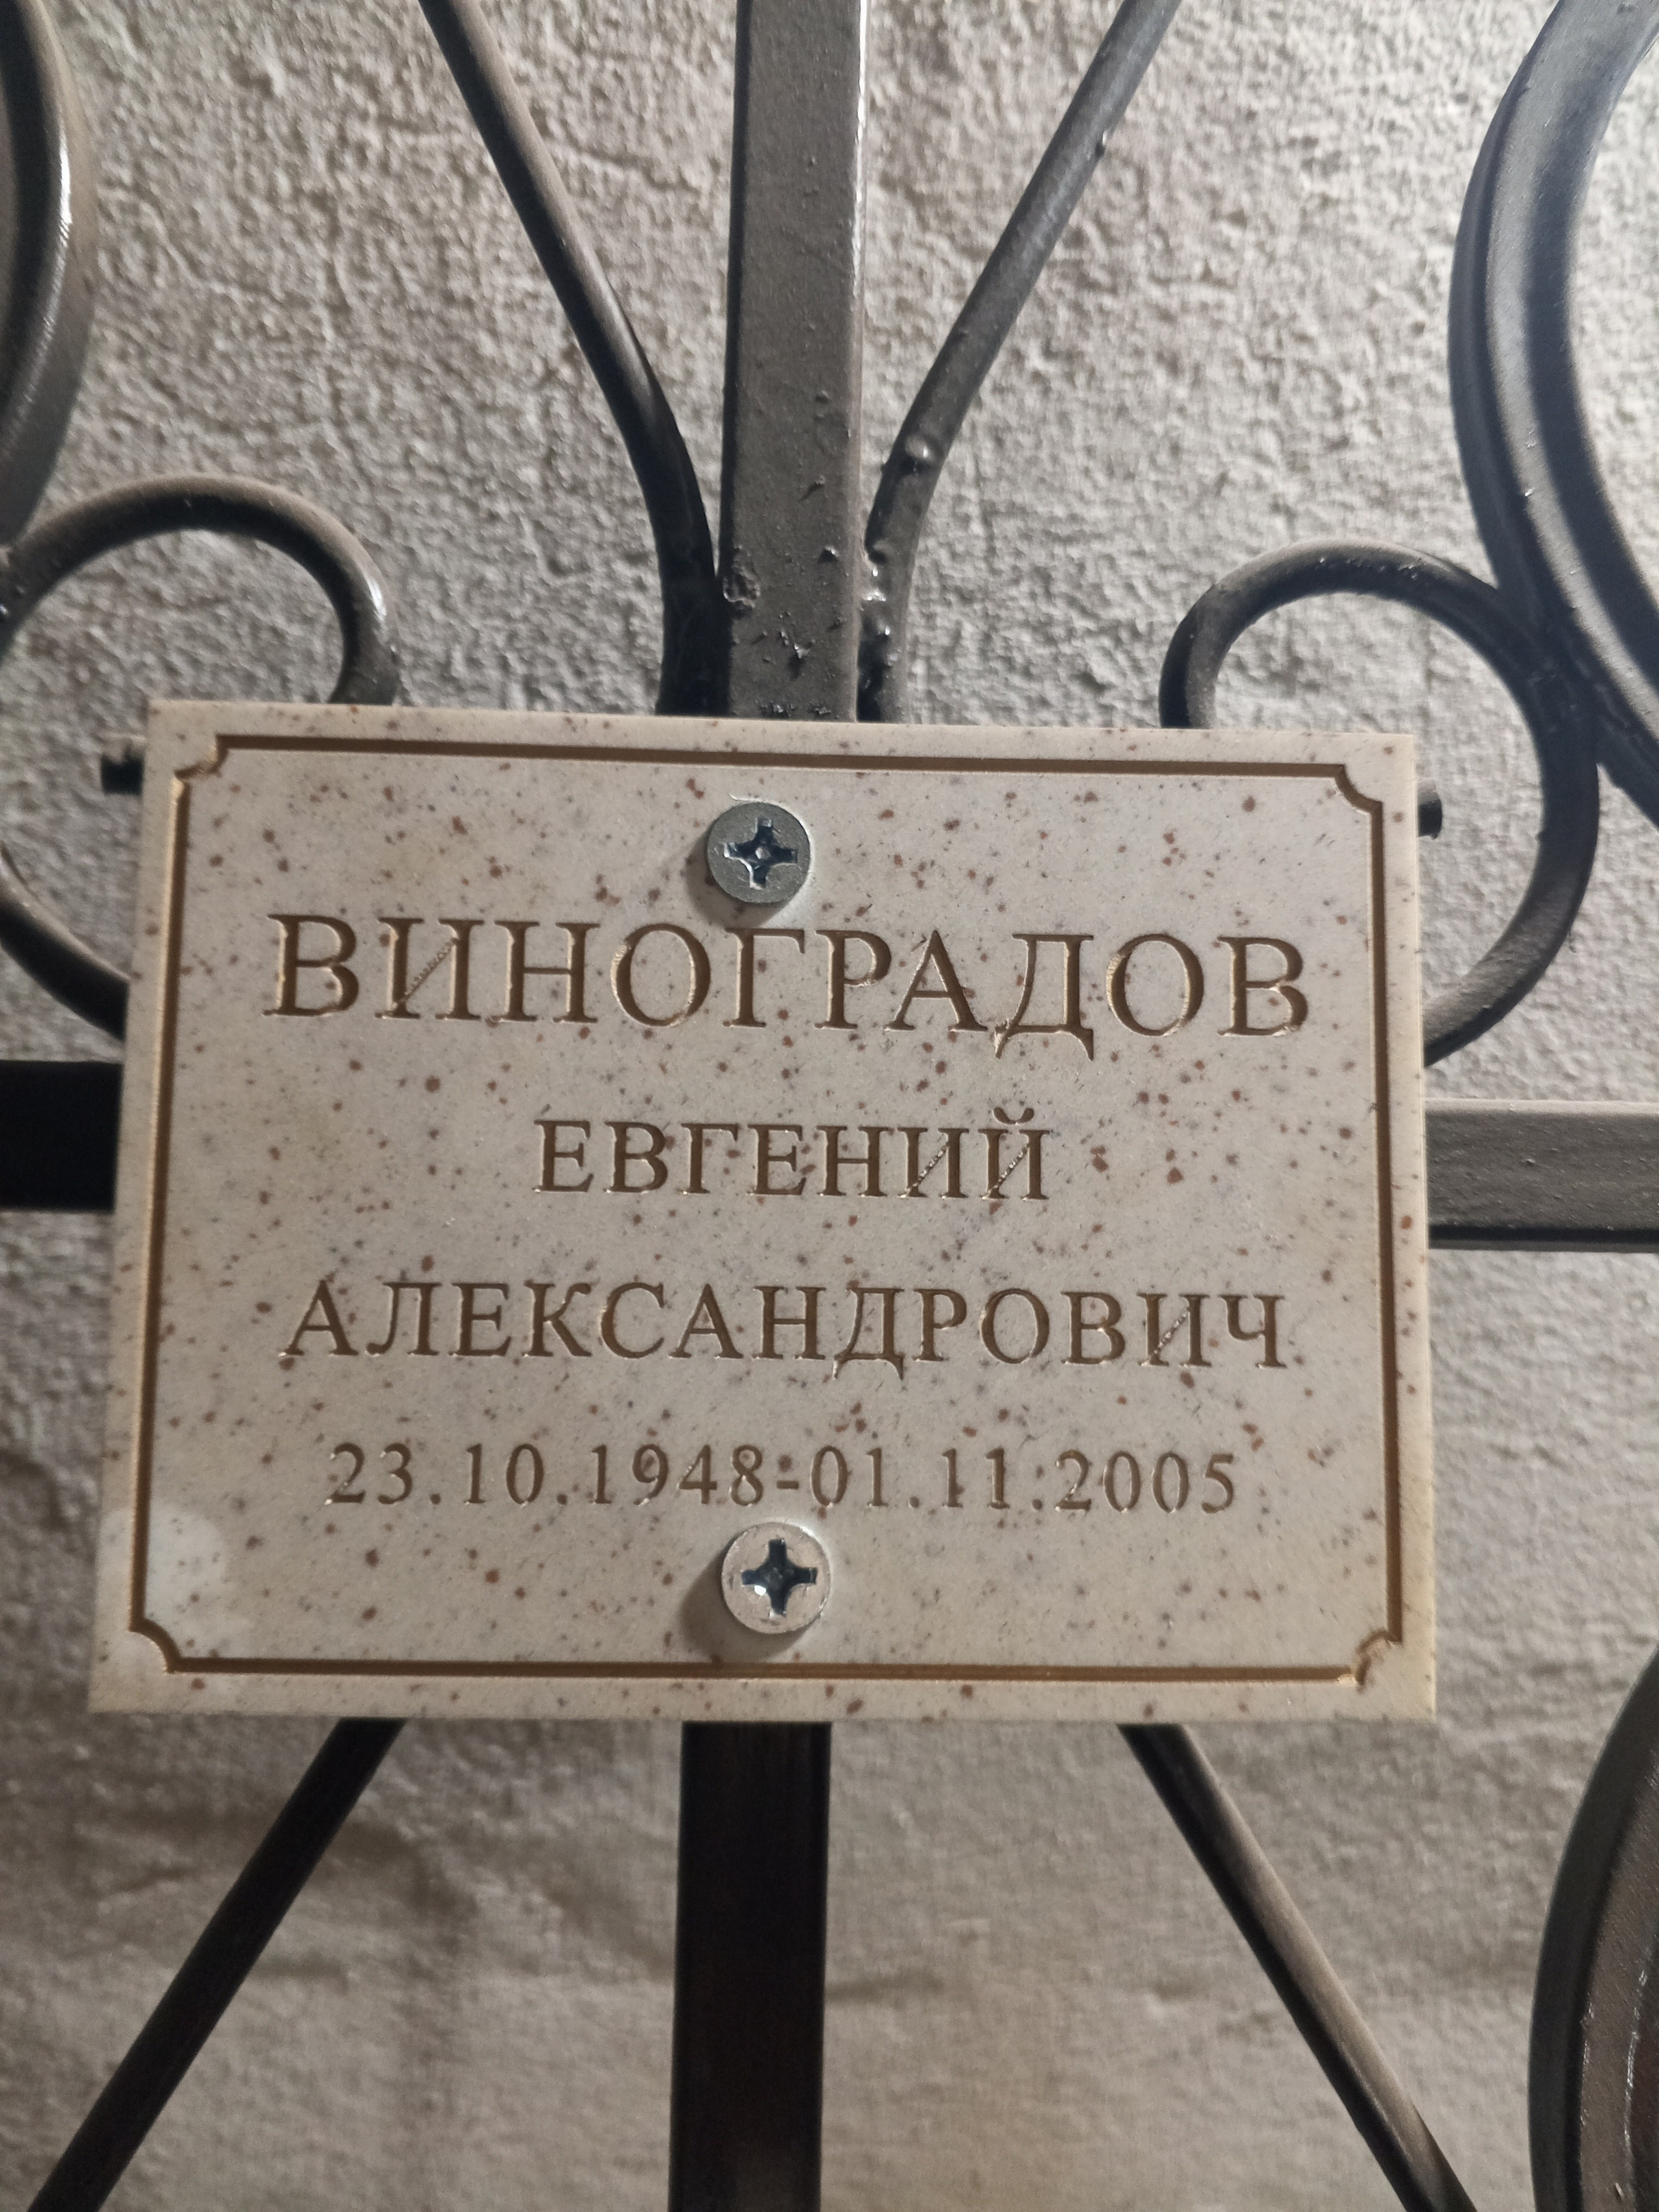 ВИНОГРАДОВ
ЕВГЕНИЙ
АЛЕКСАНДРОВИЧ
23.10.1948-01.11.2005